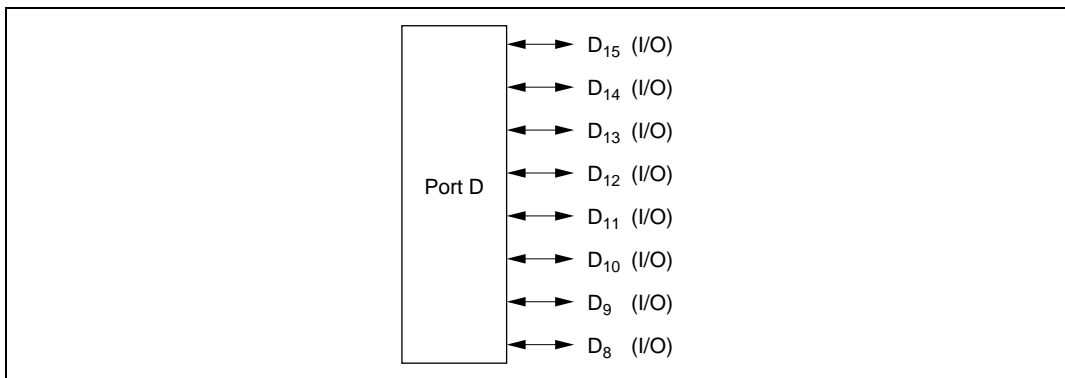 D15 (I/O)
D14 (I/O)
D13 (I/O)
D12 (I/O)
Port D
D11 (I/O)
D10 (I/O)
D9 (I/O)
D8 (I/O)